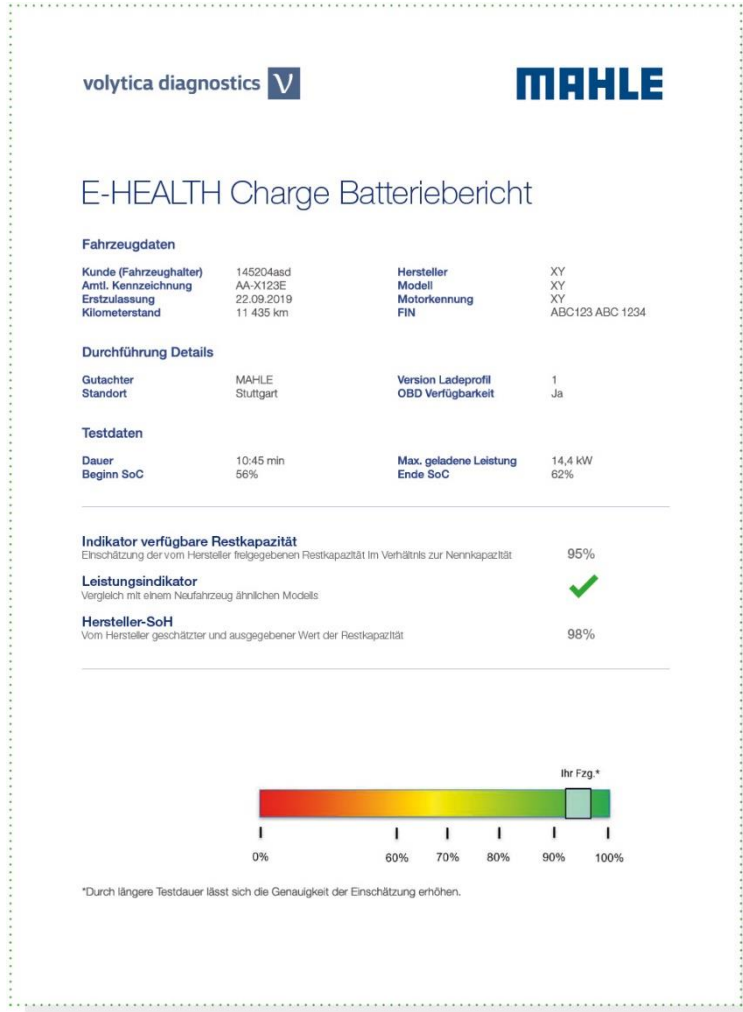 volytica diagnostics V
MAHLE
E-HEALTH Charge Batteriebericht
Fahrzeugdaten
Kunde (Fahrzeughalter) 145204asd Hersteller XY
Amtl. Kennzeichnung AA-X123E Modell XY
Erstzulassung 22.09.2019 Motorkennung XY
Kilometerstand 11 435 km FIN ABC123 ABC 1234
Durchführung Details
Gutachter MAHLE Version Ladeprofil 1
Standort Stuttgart OBD Verfügbarkeit Ja
Testdaten
Dauer 10:45 min Max. geladene Leistung 14,4 kW
Beginn SoC 56% Ende SoC 62%
Indikator verfügbare Restkapazität
Einschätzung der vom Hersteller freigegebenen Restkapazität im Verhältnis zur Nennkapazität 95%
Leistungsindikator
Vergleich mit einem Neufahrzeug ähnlichen Modells
Hersteller-SoH
Vom Hersteller geschätzter und ausgegebener Wert der Restkapazität 98%
Ihr Fzg.*
0% 60% 70% 80% 90% 100%
*Durch längere Testdauer lässt sich die Genauigkeit der Einschätzung erhöhen.